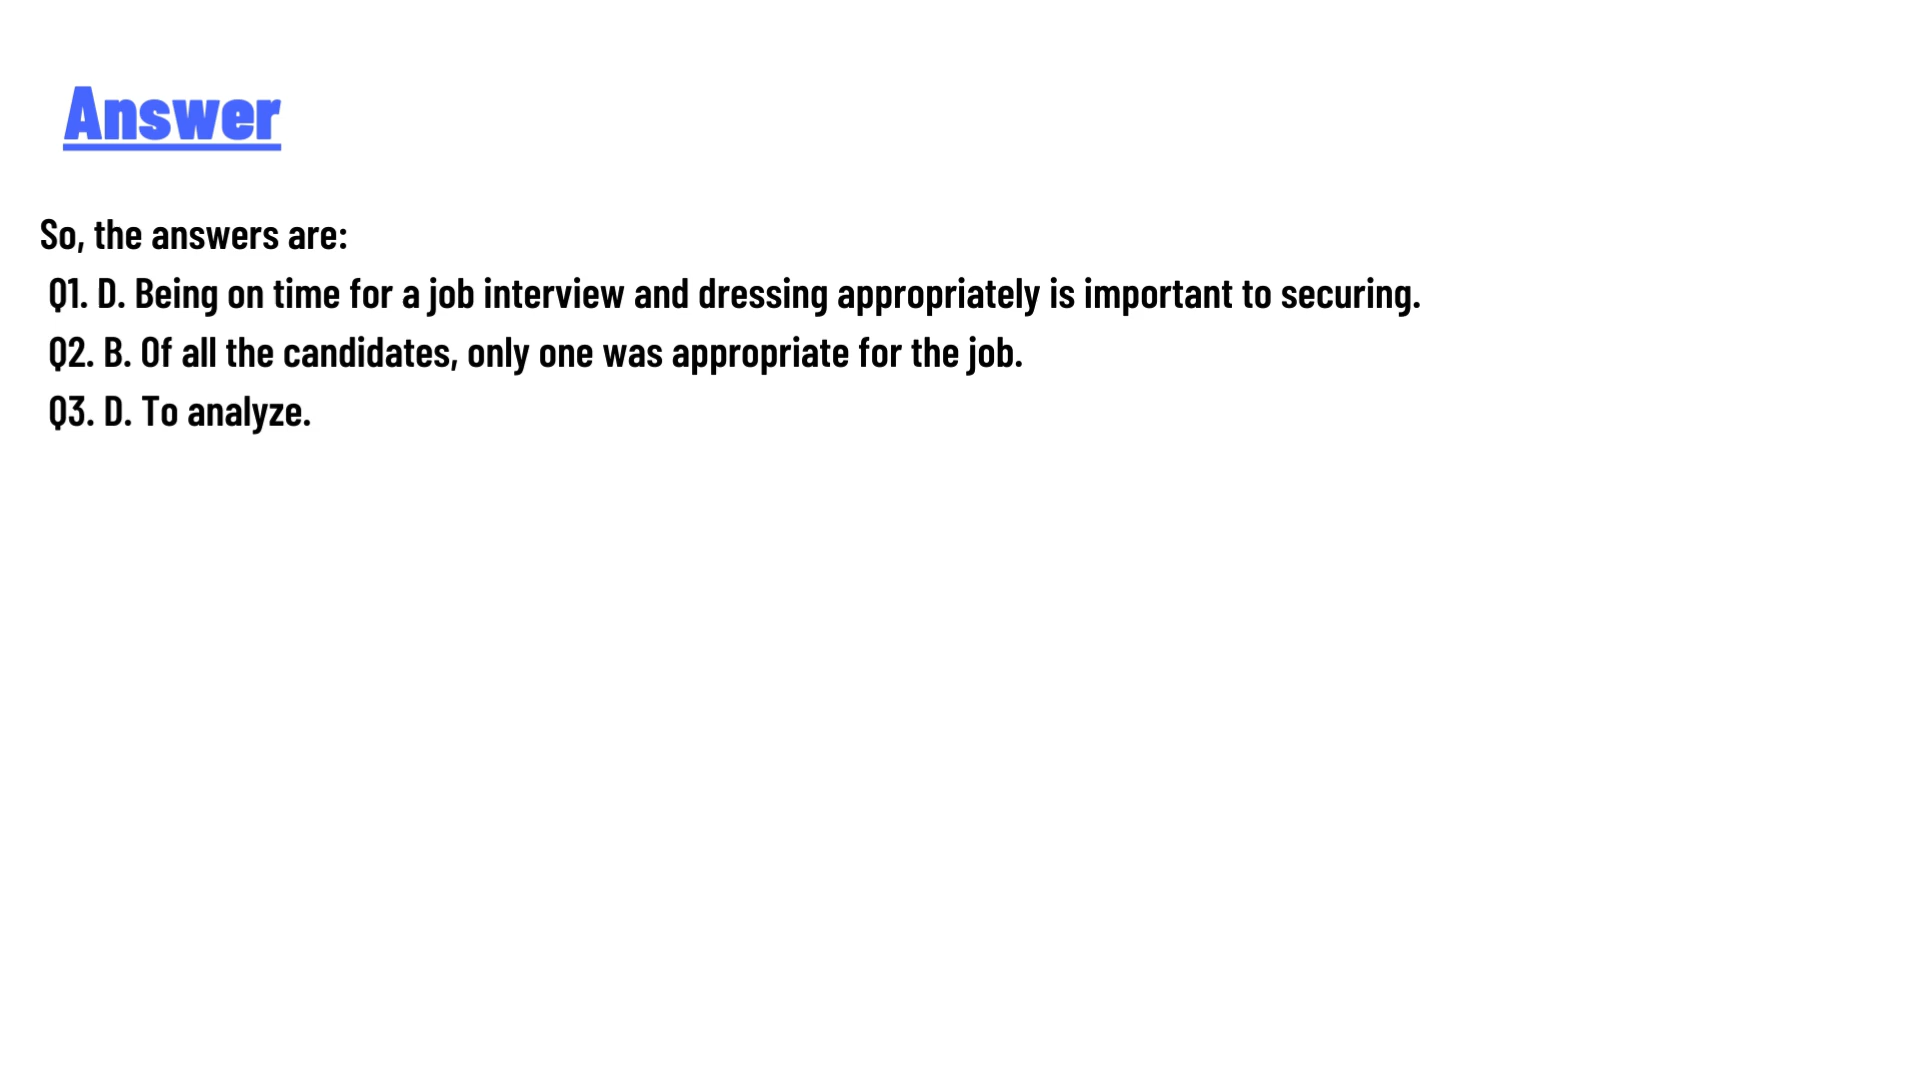 Answer
So, the answers are:
Q1. D. Being on time for a job interview and dressing appropriately is important to securing.
Q2. B. Of all the candidates, only one was appropriate for the job.
Q3. D. To analyze.